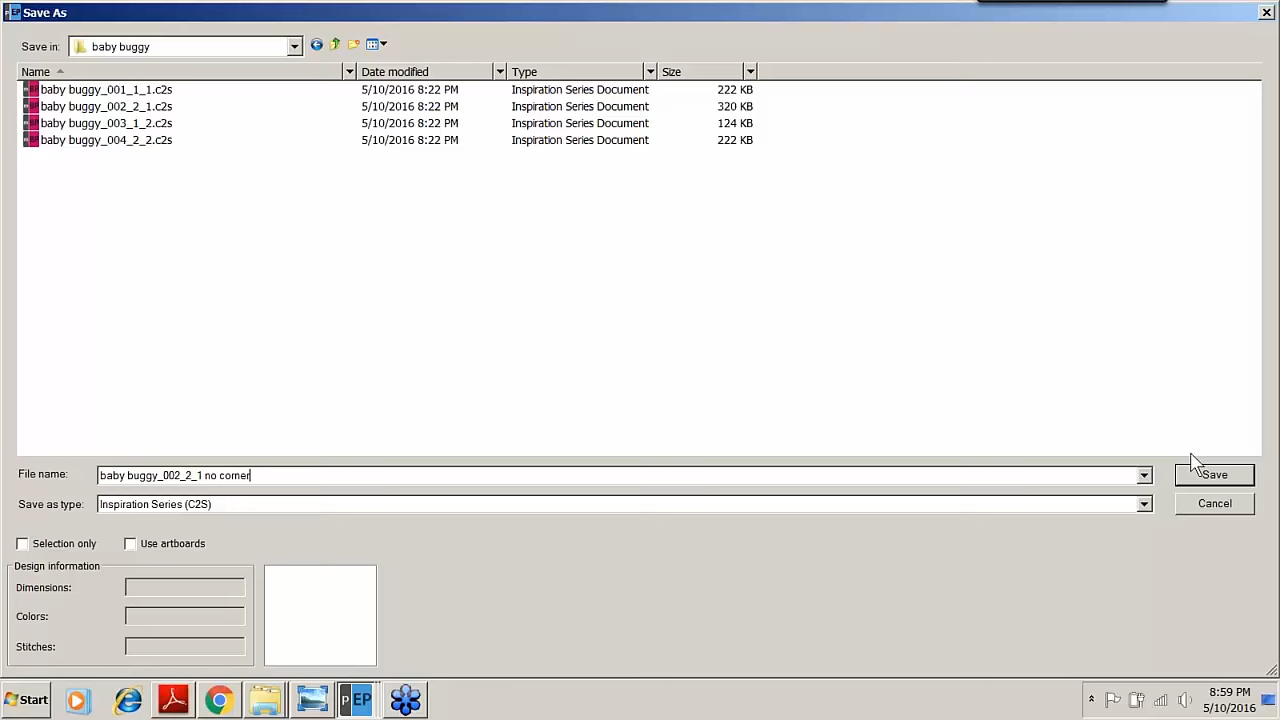 EP Save As
Save in: baby buggy
Name Date modified Type Size
baby buggy_001_1_1.c2s 5/10/2016 8:22 PM Inspiration Series Document 222 KB
baby buggy_002_2_1.c2s 5/10/2016 8:22 PM Inspiration Series Document 320 KB
baby buggy_003_1_2.c2s 5/10/2016 8:22 PM Inspiration Series Document 124 KB
baby buggy_004_2_2.c2s 5/10/2016 8:22 PM Inspiration Series Document 222 KB
File name: baby buggy_002_2_1 no corner Save
Save as type: Inspiration Series (C2S) Cancel
Selection only Use artboards
Design information
Dimensions:
Colors:
Stitches:
Start P EP 8:59 PM
5/10/2016